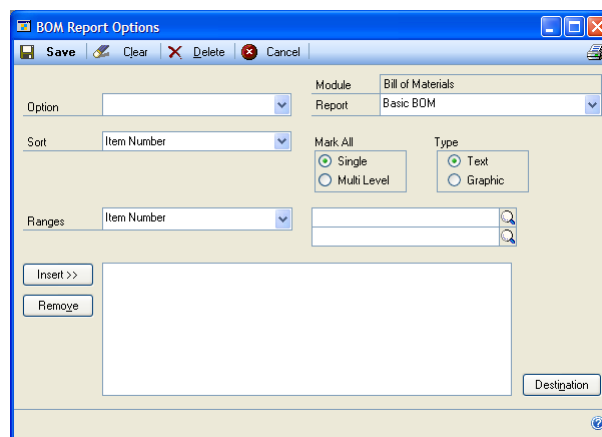 BOM Report Options
Save Clear Delete Cancel
Module Bill of Materials
Option Report Basic BOM
Sort Item Number Mark All Type
Single Text
Multi Level Graphic
Ranges Item Number
Insert >>
Remove
Destination